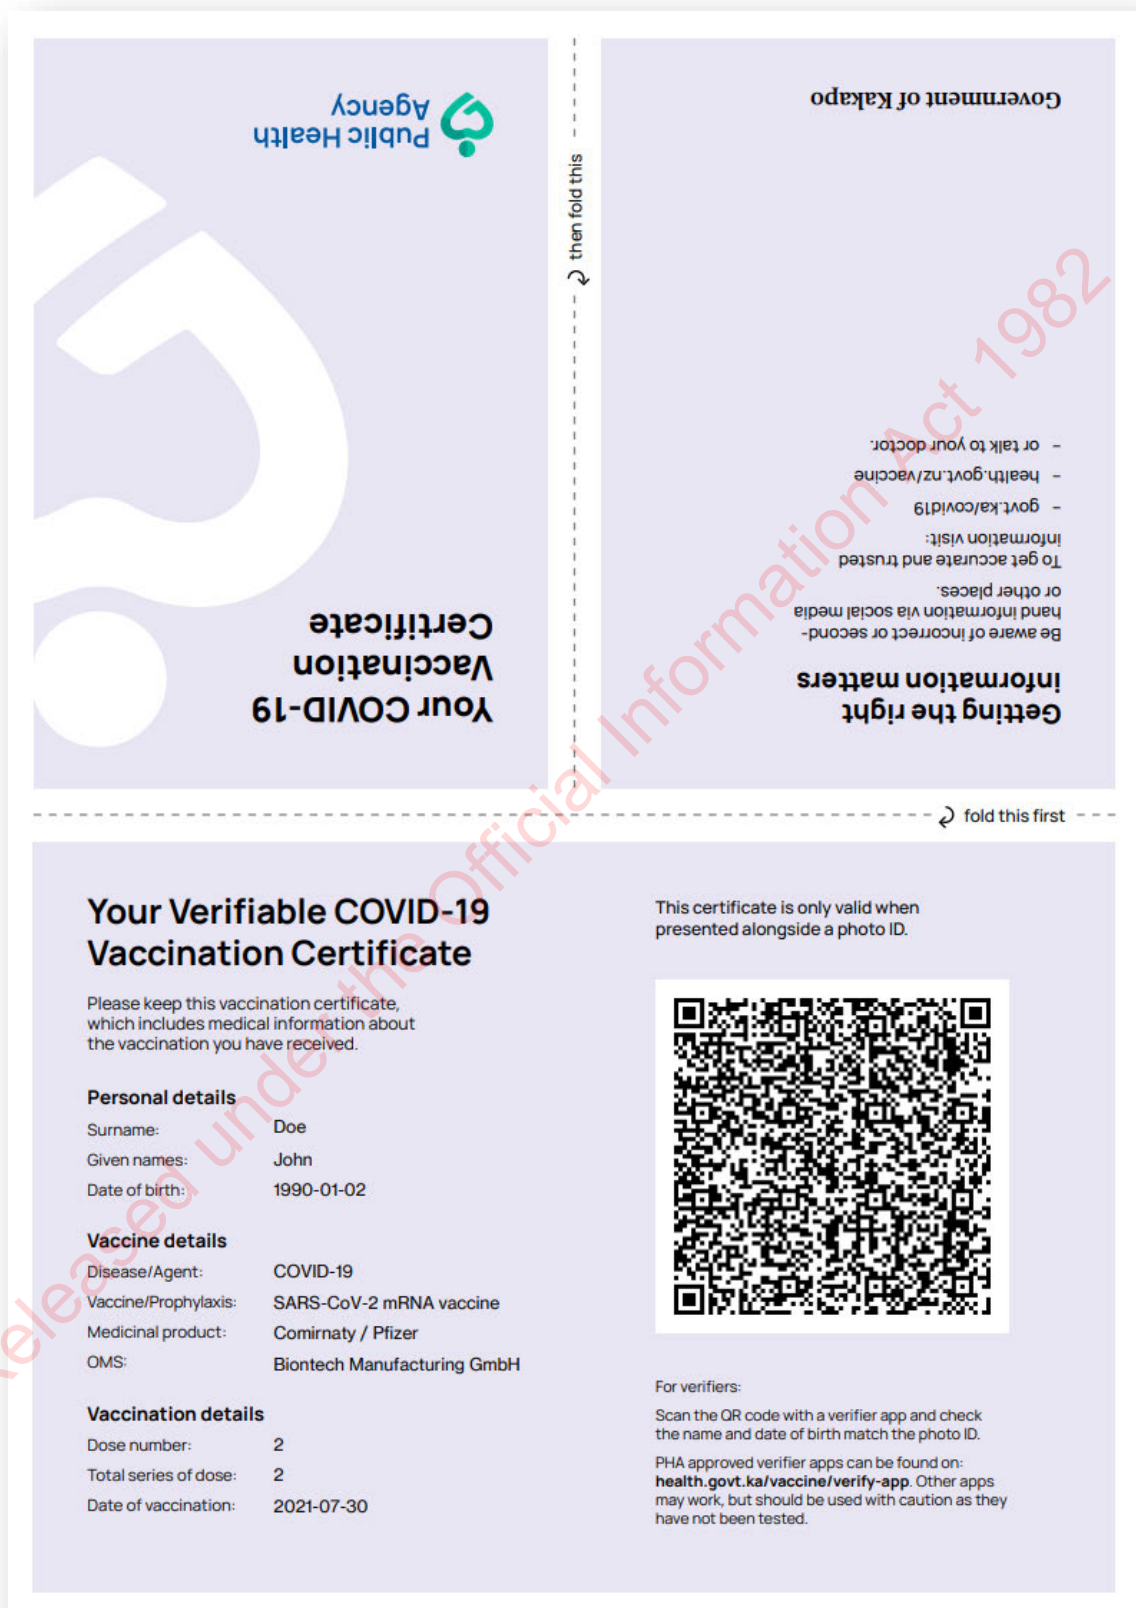 Public Health
Agency
Your COVID-19
Vaccination
Certificate
then fold this
Government of Kakapo
Getting the right
information matters
Be aware of incorrect or second-
hand information via social media
or other places.
To get accurate and trusted
information visit:
– govt.ka/covid19
– health.govt.nz/vaccine
– or talk to your doctor.
fold this first
Your Verifiable COVID-19
Vaccination Certificate
Please keep this vaccination certificate,
which includes medical information about
the vaccination you have received.
Personal details
Surname: Doe
Given names: John
Date of birth: 1990-01-02
Vaccine details
Disease/Agent: COVID-19
Vaccine/Prophylaxis: SARS-CoV-2 mRNA vaccine
Medicinal product: Comirnaty / Pfizer
OMS: Biontech Manufacturing GmbH
Vaccination details
Dose number: 2
Total series of dose: 2
Date of vaccination: 2021-07-30
This certificate is only valid when
presented alongside a photo ID.
For verifiers:
Scan the QR code with a verifier app and check
the name and date of birth match the photo ID.
PHA approved verifier apps can be found on:
health.govt.ka/vaccine/verify-app. Other apps
may work, but should be used with caution as they
have not been tested.
Released under the Official Information Act 1982